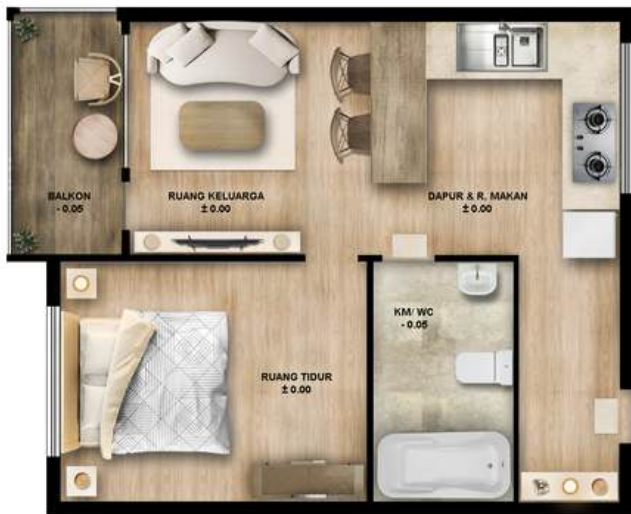 BALKON
- 0.05
RUANG KELUARGA
± 0.00
DAPUR & R. MAKAN
± 0.00
KM/ WC
- 0.05
RUANG TIDUR
± 0.00